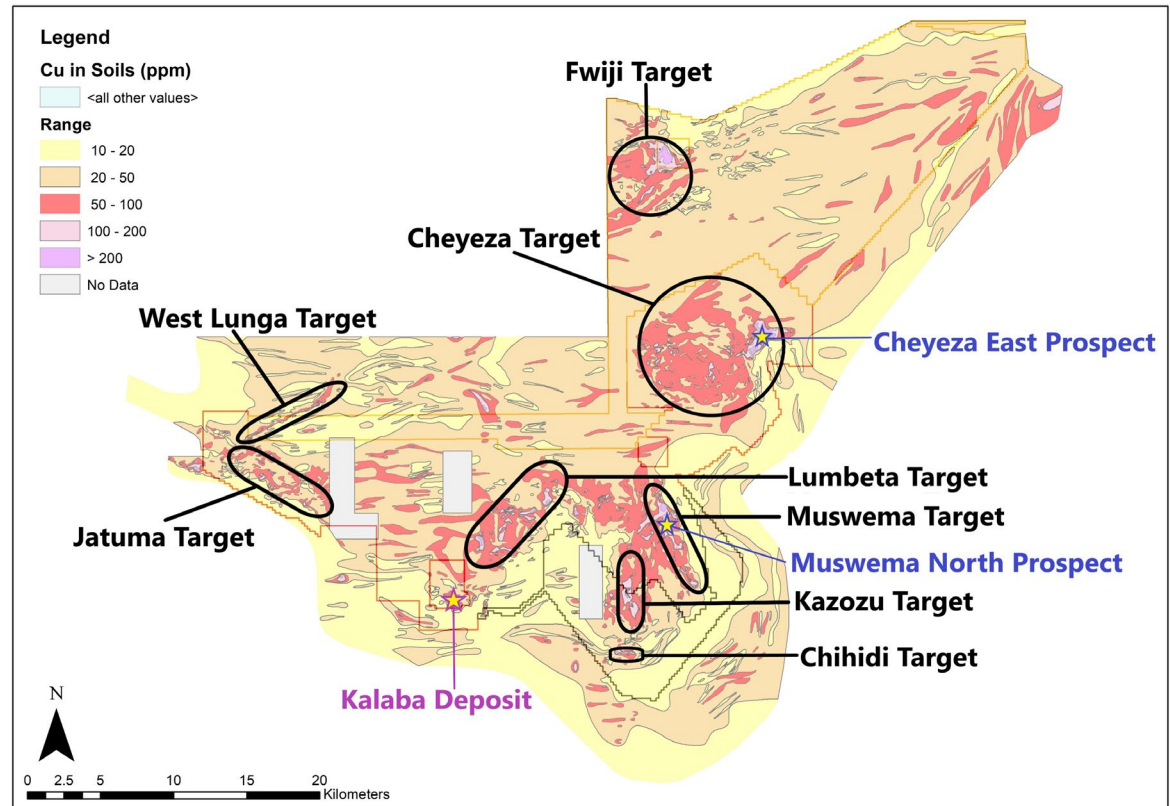 Legend
Cu in Soils (ppm)
<all other values>
Range
10 - 20
20 - 50
50 - 100
100 - 200
> 200
No Data
Fwiji Target
Cheyeza Target
West Lunga Target
Cheyeza East Prospect
Lumbeta Target
Muswema Target
Jatuma Target
Muswema North Prospect
Kazozu Target
Chihidi Target
Kalaba Deposit
N
0 2.5 5 10 15 20
Kilometers